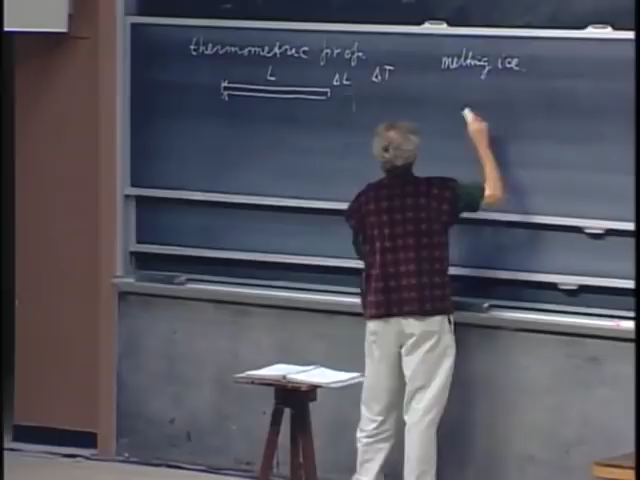 thermometric prop.
melting ice
L ΔL ΔT